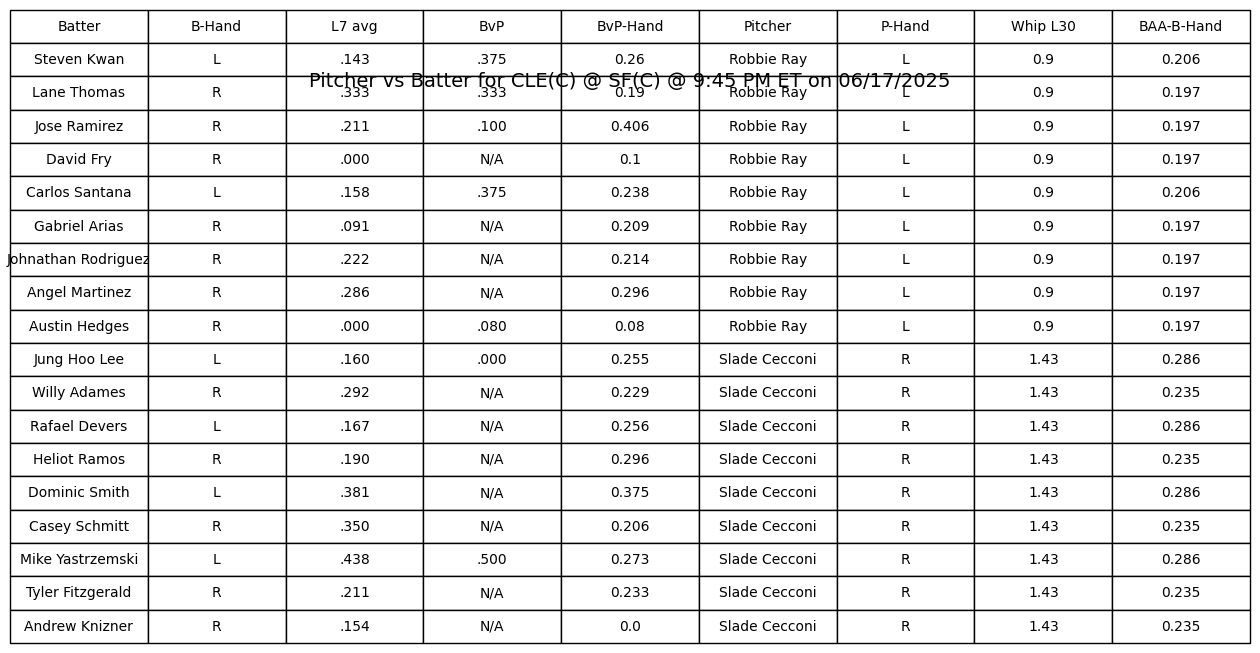 Batter B-Hand L7 avg BvP BvP-Hand Pitcher P-Hand Whip L30 BAA-B-Hand
Steven Kwan L .143 .375 0.26 Robbie Ray L 0.9 0.206
Pitcher vs Batter for CLE(C) @ SF(C) @ 9:45 PM ET on 06/17/2025
Lane Thomas R .333 .333 0.19 Robbie Ray L 0.9 0.197
Jose Ramirez R .211 .100 0.406 Robbie Ray L 0.9 0.197
David Fry R .000 N/A 0.1 Robbie Ray L 0.9 0.197
Carlos Santana L .158 .375 0.238 Robbie Ray L 0.9 0.206
Gabriel Arias R .091 N/A 0.209 Robbie Ray L 0.9 0.197
Johnathan Rodriguez R .222 N/A 0.214 Robbie Ray L 0.9 0.197
Angel Martinez R .286 N/A 0.296 Robbie Ray L 0.9 0.197
Austin Hedges R .000 .080 0.08 Robbie Ray L 0.9 0.197
Jung Hoo Lee L .160 .000 0.255 Slade Cecconi R 1.43 0.286
Willy Adames R .292 N/A 0.229 Slade Cecconi R 1.43 0.235
Rafael Devers L .167 N/A 0.256 Slade Cecconi R 1.43 0.286
Heliot Ramos R .190 N/A 0.296 Slade Cecconi R 1.43 0.235
Dominic Smith L .381 N/A 0.375 Slade Cecconi R 1.43 0.286
Casey Schmitt R .350 N/A 0.206 Slade Cecconi R 1.43 0.235
Mike Yastrzemski L .438 .500 0.273 Slade Cecconi R 1.43 0.286
Tyler Fitzgerald R .211 N/A 0.233 Slade Cecconi R 1.43 0.235
Andrew Knizner R .154 N/A 0.0 Slade Cecconi R 1.43 0.235